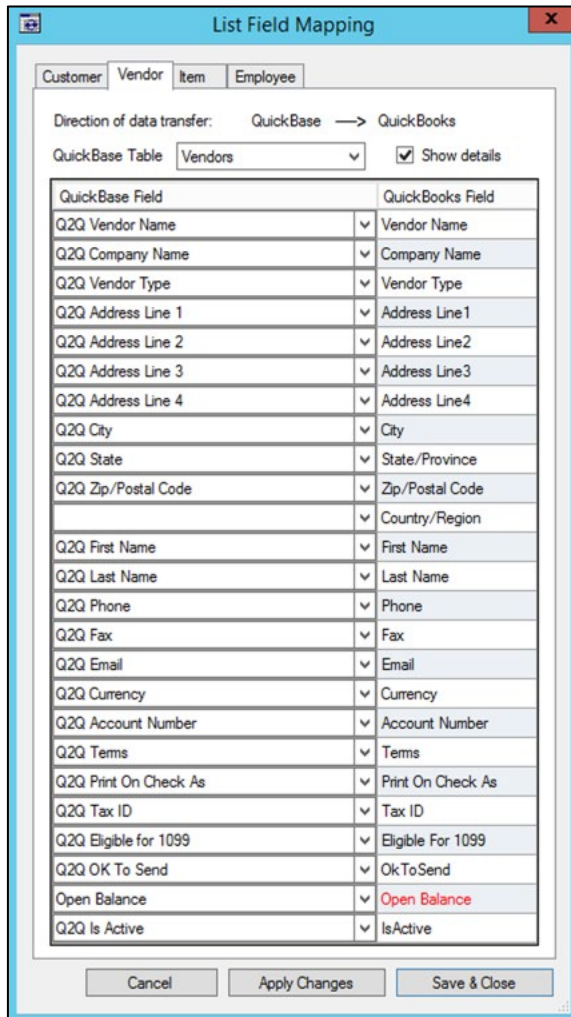 List Field Mapping
x
Customer Vendor Item Employee
Direction of data transfer: QuickBase —> QuickBooks
QuickBase Table Vendors Show details
QuickBase Field QuickBooks Field
Q2Q Vendor Name Vendor Name
Q2Q Company Name Company Name
Q2Q Vendor Type Vendor Type
Q2Q Address Line 1 Address Line1
Q2Q Address Line 2 Address Line2
Q2Q Address Line 3 Address Line3
Q2Q Address Line 4 Address Line4
Q2Q City City
Q2Q State State/Province
Q2Q Zip/Postal Code Zip/Postal Code
Country/Region
Q2Q First Name First Name
Q2Q Last Name Last Name
Q2Q Phone Phone
Q2Q Fax Fax
Q2Q Email Email
Q2Q Currency Currency
Q2Q Account Number Account Number
Q2Q Terms Terms
Q2Q Print On Check As Print On Check As
Q2Q Tax ID Tax ID
Q2Q Eligible for 1099 Eligible For 1099
Q2Q OK To Send OkToSend
Open Balance Open Balance
Q2Q Is Active IsActive
Cancel Apply Changes Save & Close